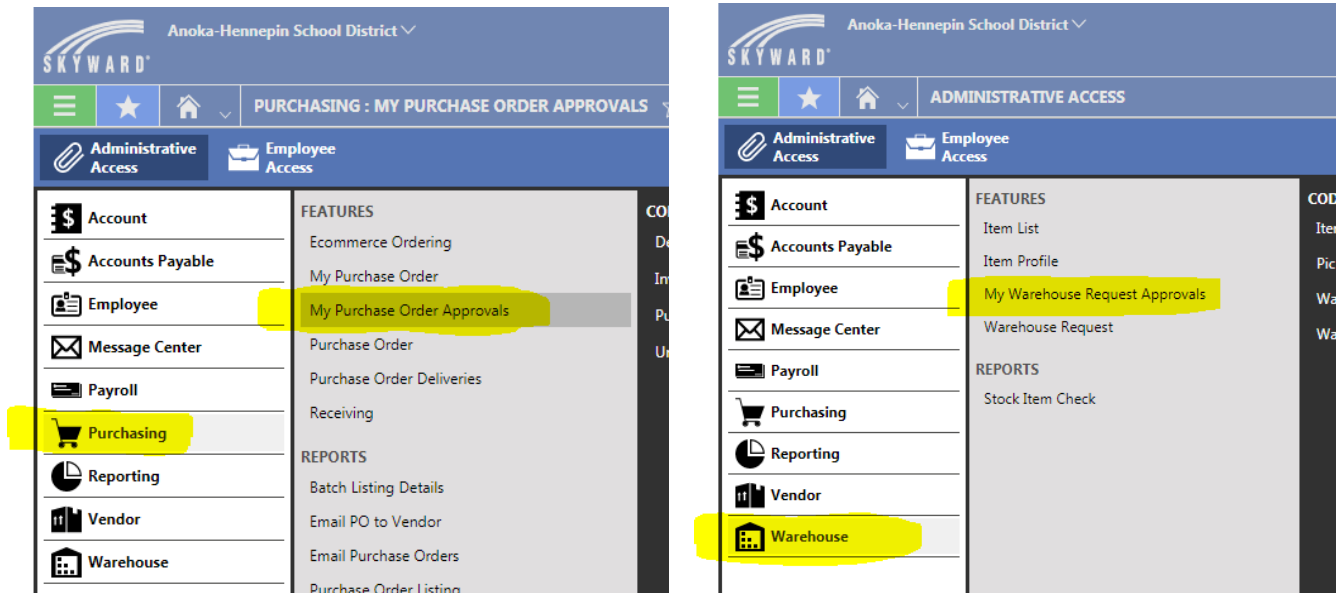 Anoka-Hennepin School District
SKYWARD
PURCHASING : MY PURCHASE ORDER APPROVALS
Administrative
Access
Employee
Access
Account
Accounts Payable
Employee
Message Center
Payroll
Purchasing
Reporting
Vendor
Warehouse
FEATURES
Ecommerce Ordering
My Purchase Order
My Purchase Order Approvals
Purchase Order
Purchase Order Deliveries
Receiving
REPORTS
Batch Listing Details
Email PO to Vendor
Email Purchase Orders
Purchase Order Listing
Anoka-Hennepin School District
SKYWARD
ADMINISTRATIVE ACCESS
Administrative
Access
Employee
Access
Account
Accounts Payable
Employee
Message Center
Payroll
Purchasing
Reporting
Vendor
Warehouse
FEATURES
Item List
Item Profile
My Warehouse Request Approvals
Warehouse Request
REPORTS
Stock Item Check